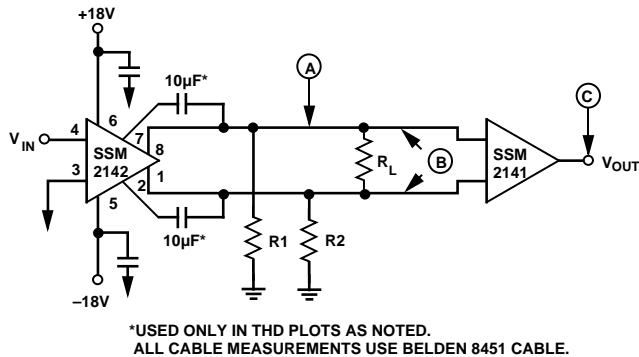 +18V
10µF*
A
C
6
7
4
V_IN
SSM
2142
8
1
3
2
5
R_L
B
SSM
2141
V_OUT
10µF*
R1
R2
–18V
*USED ONLY IN THD PLOTS AS NOTED.
ALL CABLE MEASUREMENTS USE BELDEN 8451 CABLE.